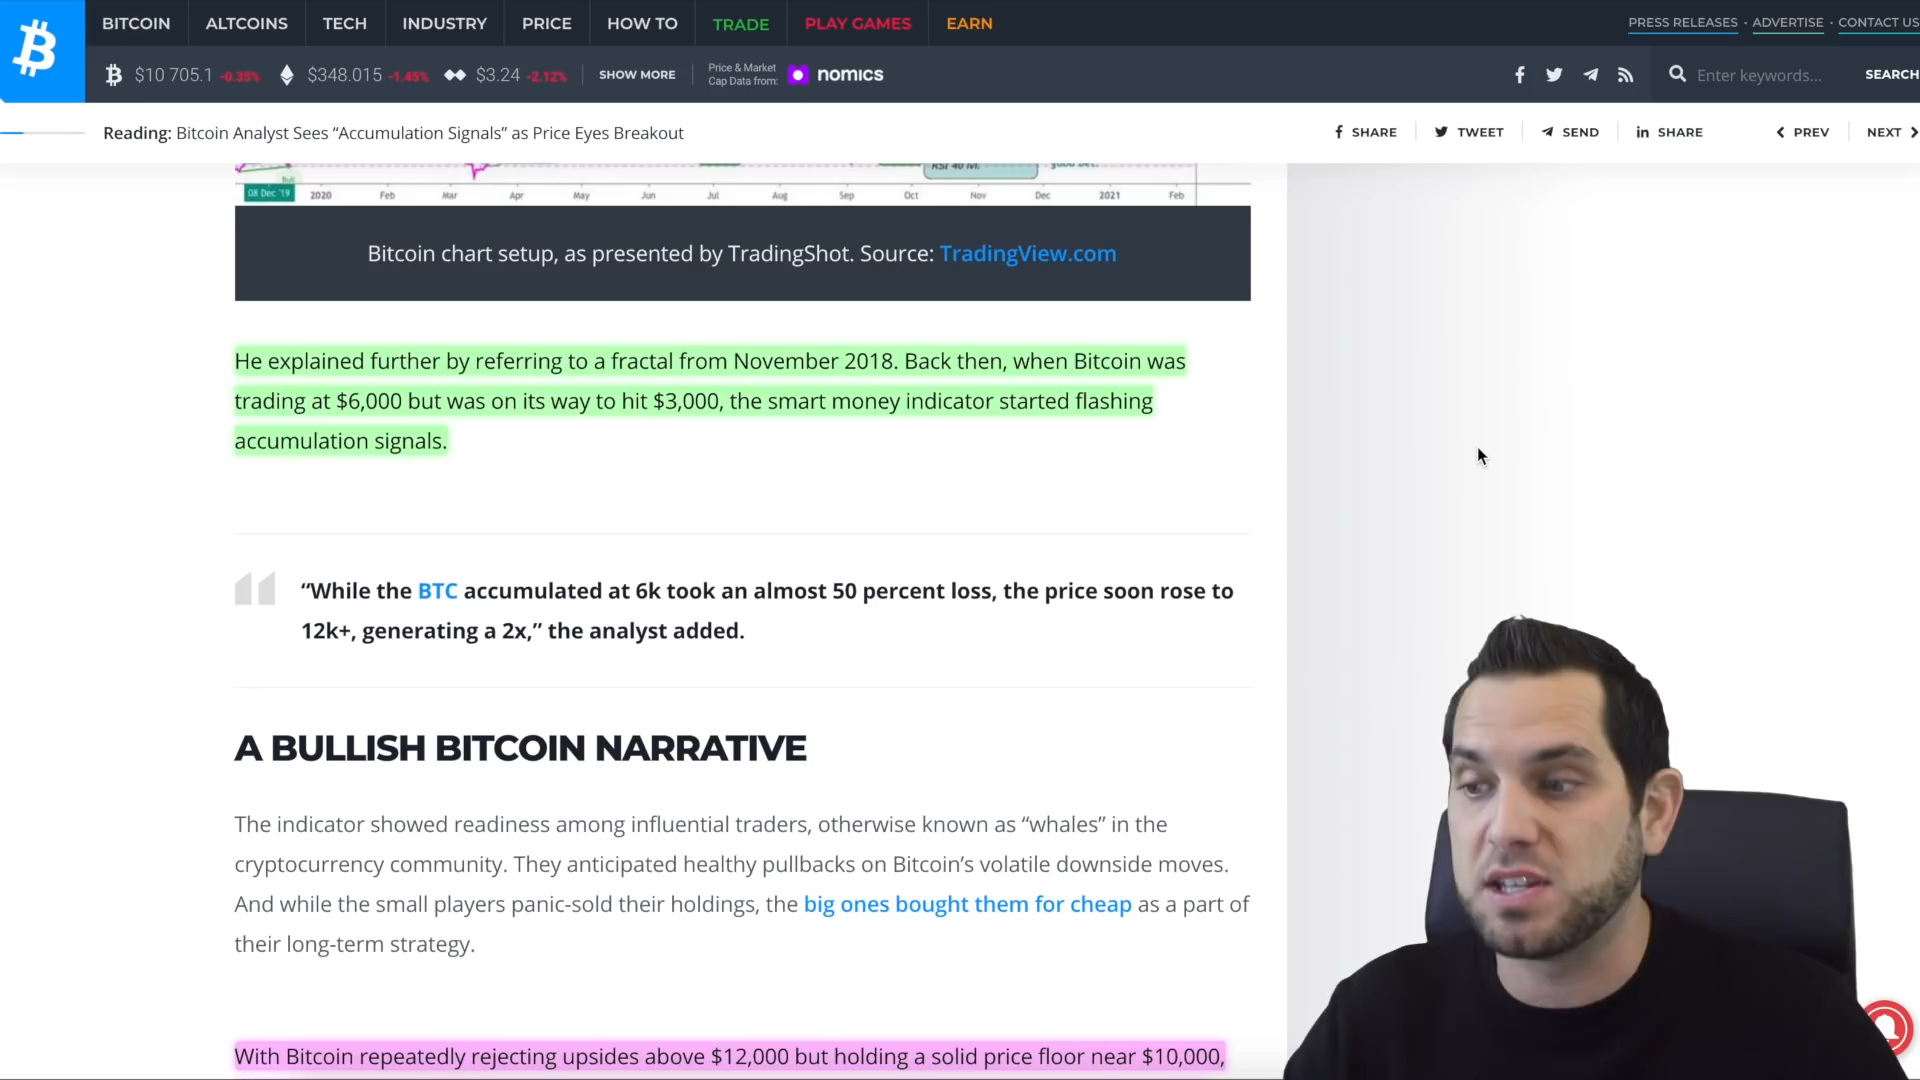 BITCOIN ALTCOINS TECH INDUSTRY PRICE HOW TO TRADE PLAY GAMES EARN
PRESS RELEASES · ADVERTISE · CONTACT US
$10 705.1 -0.35% $348.015 -1.45% $3.24 -2.12% SHOW MORE
Price & Market
Cap Data from:
nomics
Enter keywords...
SEARCH
Reading: Bitcoin Analyst Sees “Accumulation Signals” as Price Eyes Breakout
SHARE TWEET SEND SHARE PREV NEXT
RSI 40 lvl.
08 Dec '19 2020 Feb Mar Apr May Jun Jul Aug Sep Oct Nov Dec 2021 Feb
Bitcoin chart setup, as presented by TradingShot. Source: TradingView.com
He explained further by referring to a fractal from November 2018. Back then, when Bitcoin was
trading at $6,000 but was on its way to hit $3,000, the smart money indicator started flashing
accumulation signals.
“While the BTC accumulated at 6k took an almost 50 percent loss, the price soon rose to
12k+, generating a 2x,” the analyst added.
A BULLISH BITCOIN NARRATIVE
The indicator showed readiness among influential traders, otherwise known as “whales” in the
cryptocurrency community. They anticipated healthy pullbacks on Bitcoin’s volatile downside moves.
And while the small players panic-sold their holdings, the big ones bought them for cheap as a part of
their long-term strategy.
With Bitcoin repeatedly rejecting upsides above $12,000 but holding a solid price floor near $10,000,